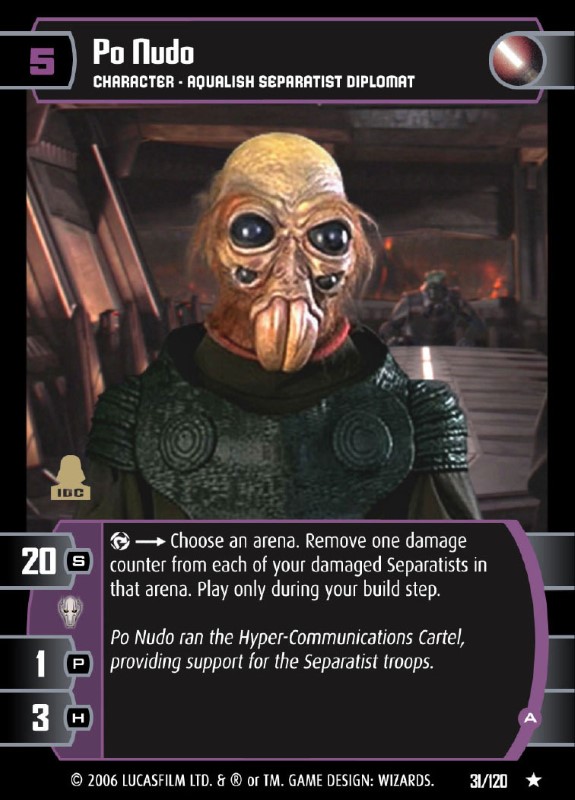 5
Po Nudo
CHARACTER - AQUALISH SEPARATIST DIPLOMAT
IDC
20 S
1 P
3 H
→ Choose an arena. Remove one damage
counter from each of your damaged Separatists in
that arena. Play only during your build step.
Po Nudo ran the Hyper-Communications Cartel,
providing support for the Separatist troops.
A
© 2006 LUCASFILM LTD. & ® or TM. GAME DESIGN: WIZARDS. 31/120 ★